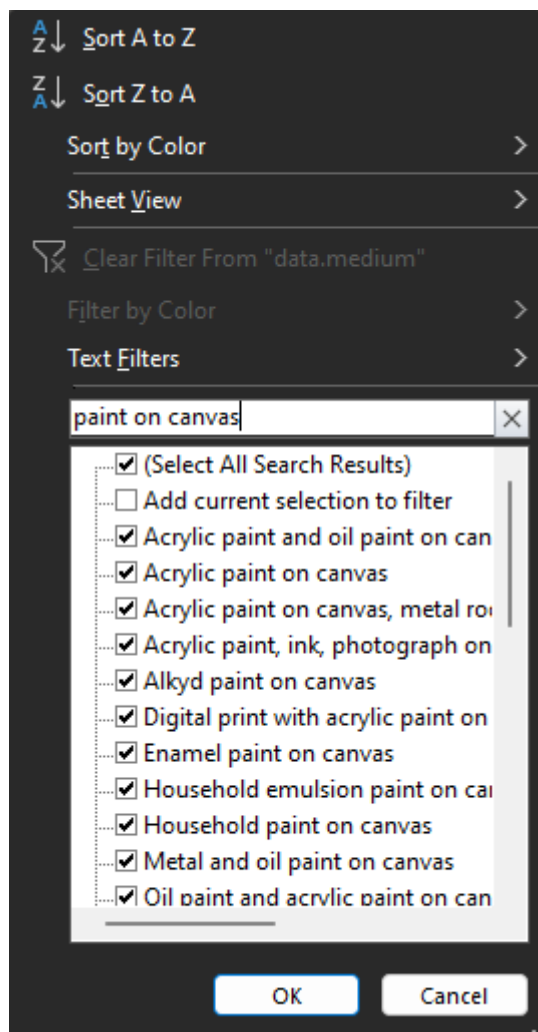 Sort A to Z
Sort Z to A
Sort by Color
Sheet View
Clear Filter From "data.medium"
Filter by Color
Text Filters
paint on canvas
(Select All Search Results)
Add current selection to filter
Acrylic paint and oil paint on can
Acrylic paint on canvas
Acrylic paint on canvas, metal ro
Acrylic paint, ink, photograph on
Alkyd paint on canvas
Digital print with acrylic paint on
Enamel paint on canvas
Household emulsion paint on ca
Household paint on canvas
Metal and oil paint on canvas
Oil paint and acrylic paint on can
OK
Cancel